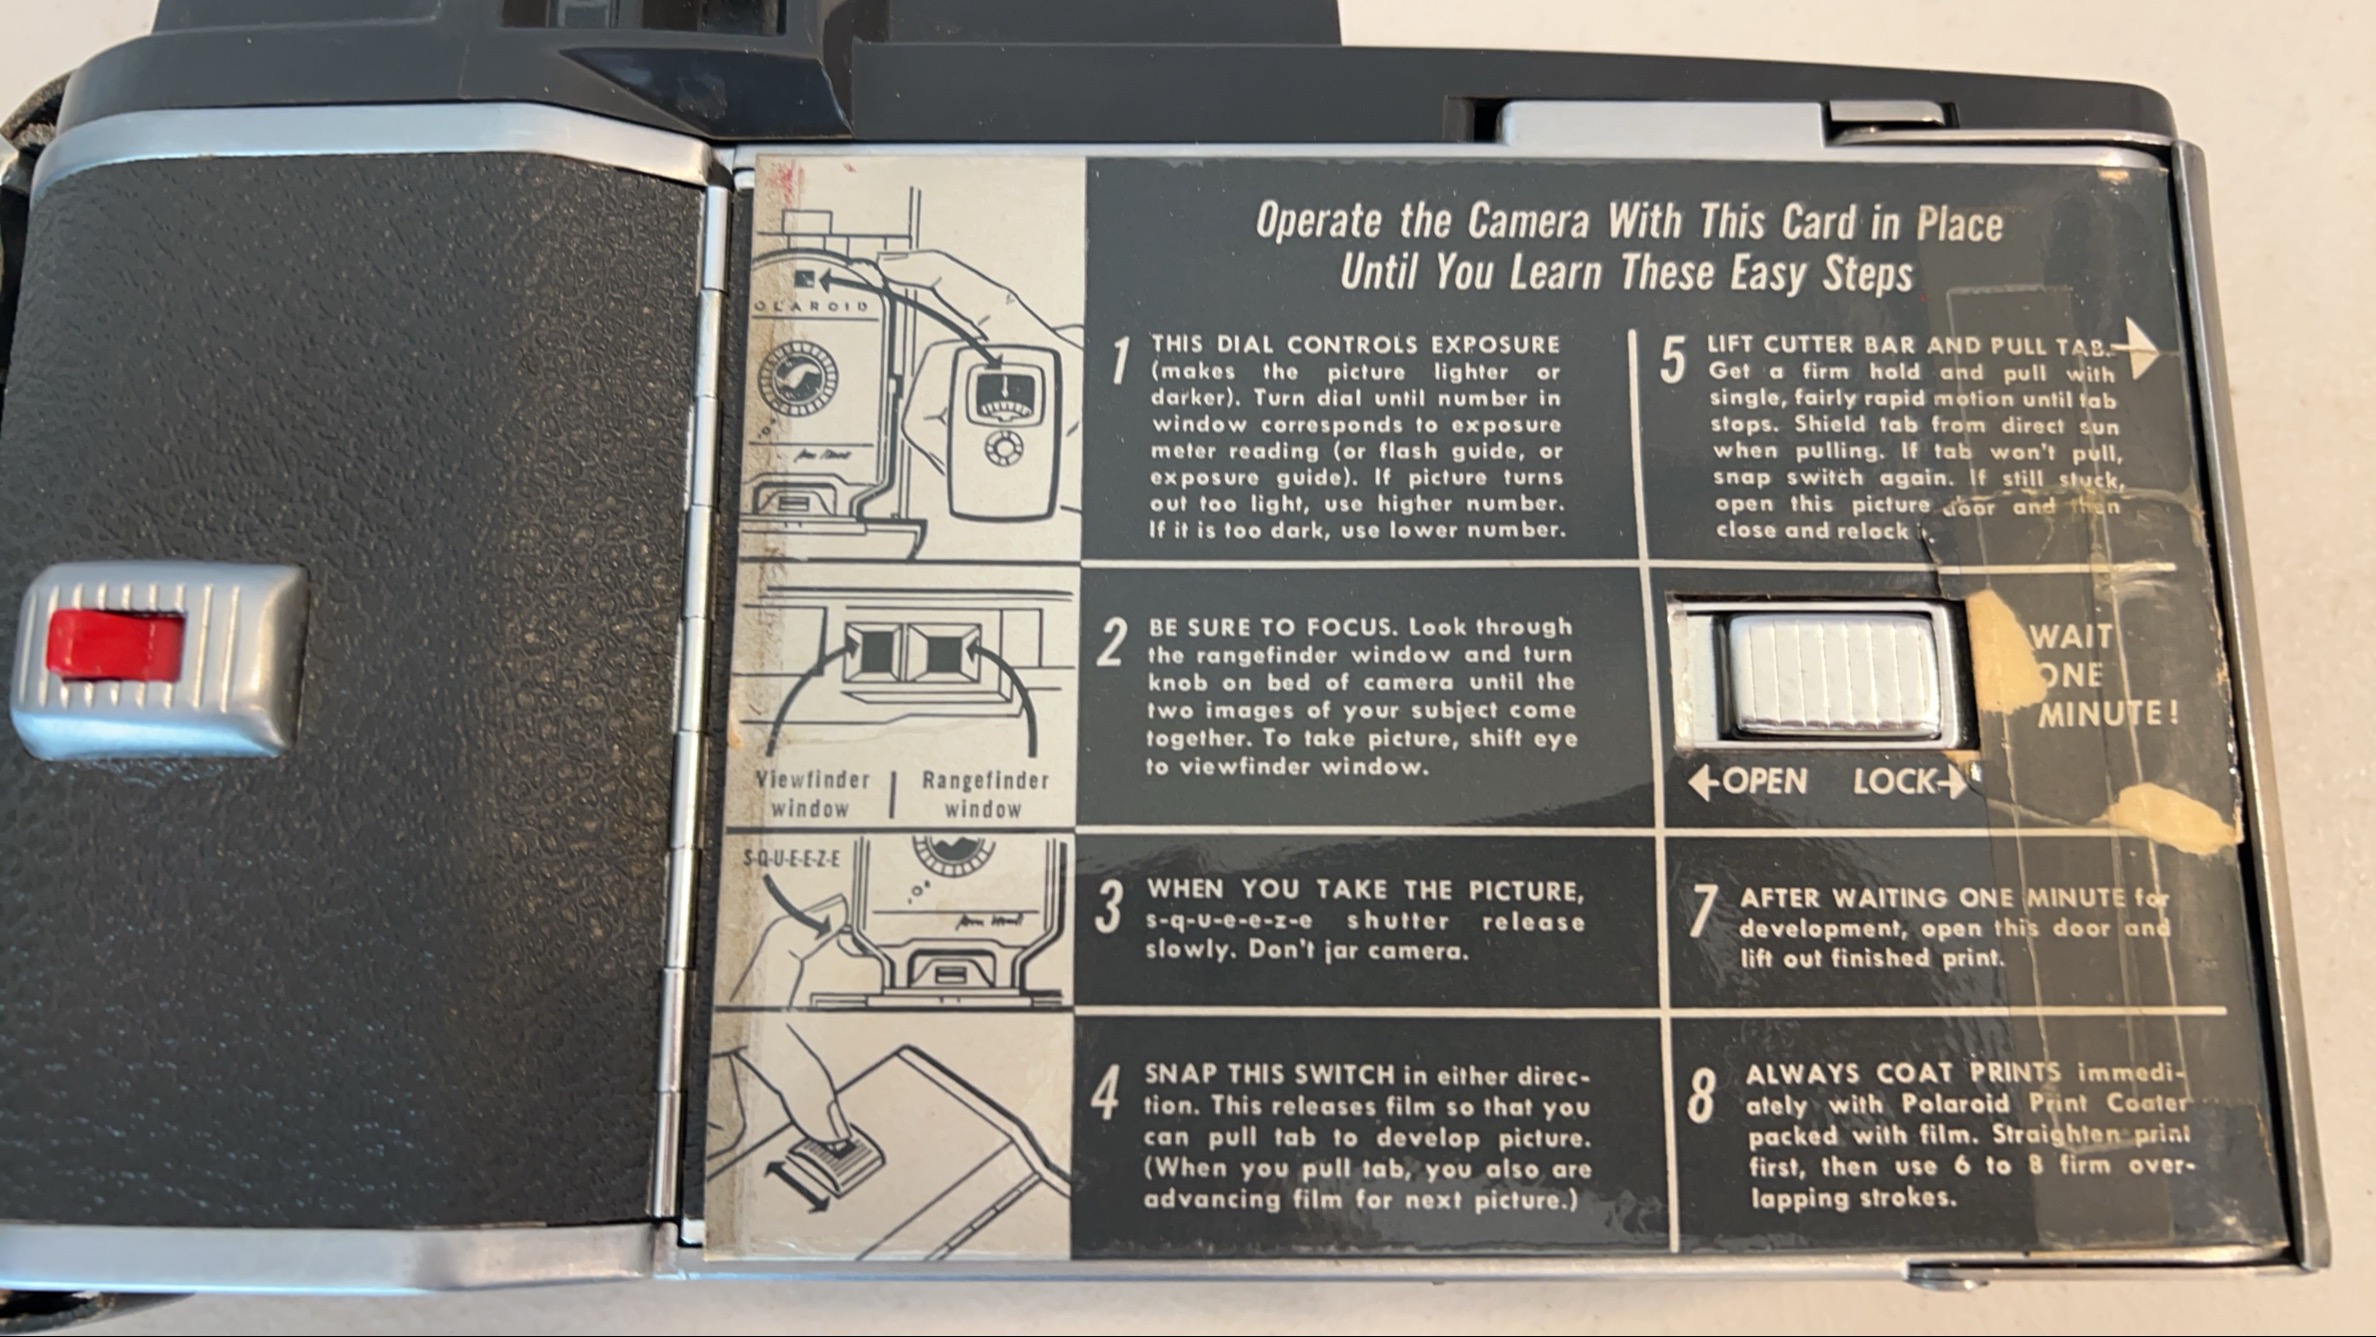 Operate the Camera With This Card in Place
Until You Learn These Easy Steps
OLAROID
1 THIS DIAL CONTROLS EXPOSURE
(makes the picture lighter or
darker). Turn dial until number in
window corresponds to exposure
meter reading (or flash guide, or
exposure guide). If picture turns
out too light, use higher number.
If it is too dark, use lower number.
Viewfinder
window
Rangefinder
window
2 BE SURE TO FOCUS. Look through
the rangefinder window and turn
knob on bed of camera until the
two images of your subject come
together. To take picture, shift eye
to viewfinder window.
S-Q-U-E-E-Z-E
3 WHEN YOU TAKE THE PICTURE,
s-q-u-e-e-z-e shutter release
slowly. Don't jar camera.
4 SNAP THIS SWITCH in either direc-
tion. This releases film so that you
can pull tab to develop picture.
(When you pull tab, you also are
advancing film for next picture.)
5 LIFT CUTTER BAR AND PULL TAB.
Get a firm hold and pull with
single, fairly rapid motion until tab
stops. Shield tab from direct sun
when pulling. If tab won't pull,
snap switch again. If still stuck,
open this picture door and then
close and relock
WAIT
ONE
MINUTE!
OPEN LOCK
7 AFTER WAITING ONE MINUTE for
development, open this door and
lift out finished print.
8 ALWAYS COAT PRINTS immedi-
ately with Polaroid Print Coater
packed with film. Straighten print
first, then use 6 to 8 firm over-
lapping strokes.